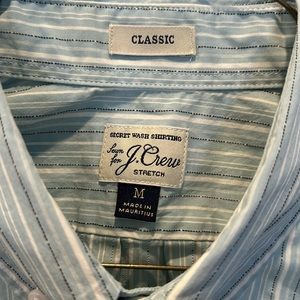 CLASSIC
SECRET WASH SHIRTING
Sewn for
J.Crew
STRETCH
M
MADE IN
MAURITIUS